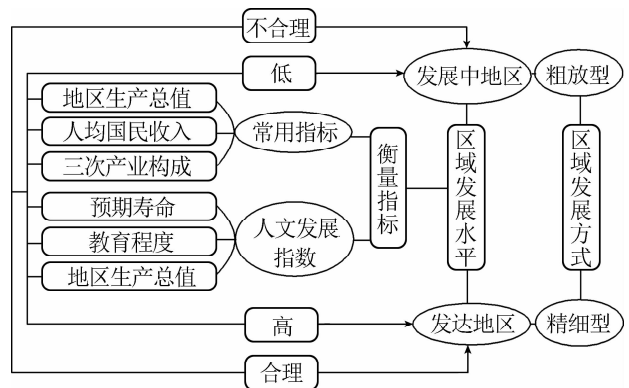 不合理
低
发展中地区
粗放型
地区生产总值
人均国民收入
三次产业构成
常用指标
衡量指标
区域发展水平
区域发展方式
预期寿命
教育程度
地区生产总值
人文发展
指数
高
发达地区
精细型
合理